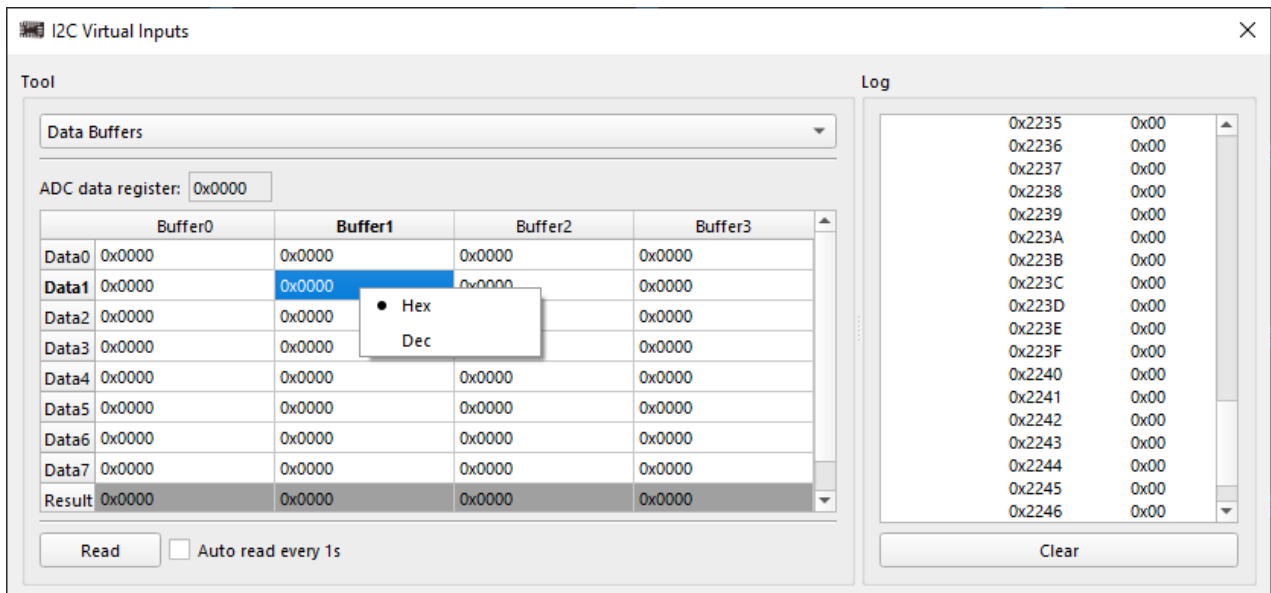 I2C Virtual Inputs
Tool
Data Buffers
ADC data register: 0x0000
Buffer0 Buffer1 Buffer2 Buffer3
Data0 0x0000 0x0000 0x0000 0x0000
Data1 0x0000 0x0000 0x0000 0x0000
Data2 0x0000 0x0000 0x0000
Data3 0x0000 0x0000 0x0000
Data4 0x0000 0x0000 0x0000 0x0000
Data5 0x0000 0x0000 0x0000 0x0000
Data6 0x0000 0x0000 0x0000 0x0000
Data7 0x0000 0x0000 0x0000 0x0000
Result 0x0000 0x0000 0x0000 0x0000
Hex
Dec
Read Auto read every 1s
Log
0x2235 0x00
0x2236 0x00
0x2237 0x00
0x2238 0x00
0x2239 0x00
0x223A 0x00
0x223B 0x00
0x223C 0x00
0x223D 0x00
0x223E 0x00
0x223F 0x00
0x2240 0x00
0x2241 0x00
0x2242 0x00
0x2243 0x00
0x2244 0x00
0x2245 0x00
0x2246 0x00
Clear